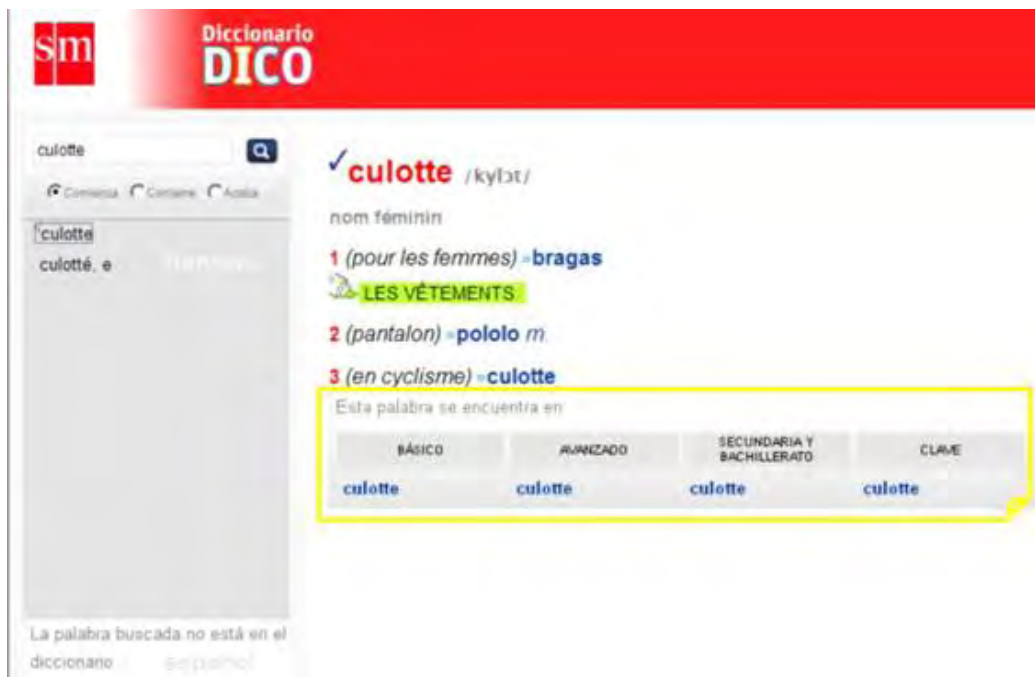 sm
Diccionario
DICO
culotte
Comienza Contiene Acaba
culotte
culotté, e
La palabra buscada no está en el
diccionario español
✓culotte /kylɔt/
nom féminin
1 (pour les femmes) »bragas
LES VÊTEMENTS
2 (pantalon) »pololo m.
3 (en cyclisme) »culotte
Esta palabra se encuentra en
BÁSICO AVANZADO SECUNDARIA Y BACHILLERATO CLAVE
culotte culotte culotte culotte